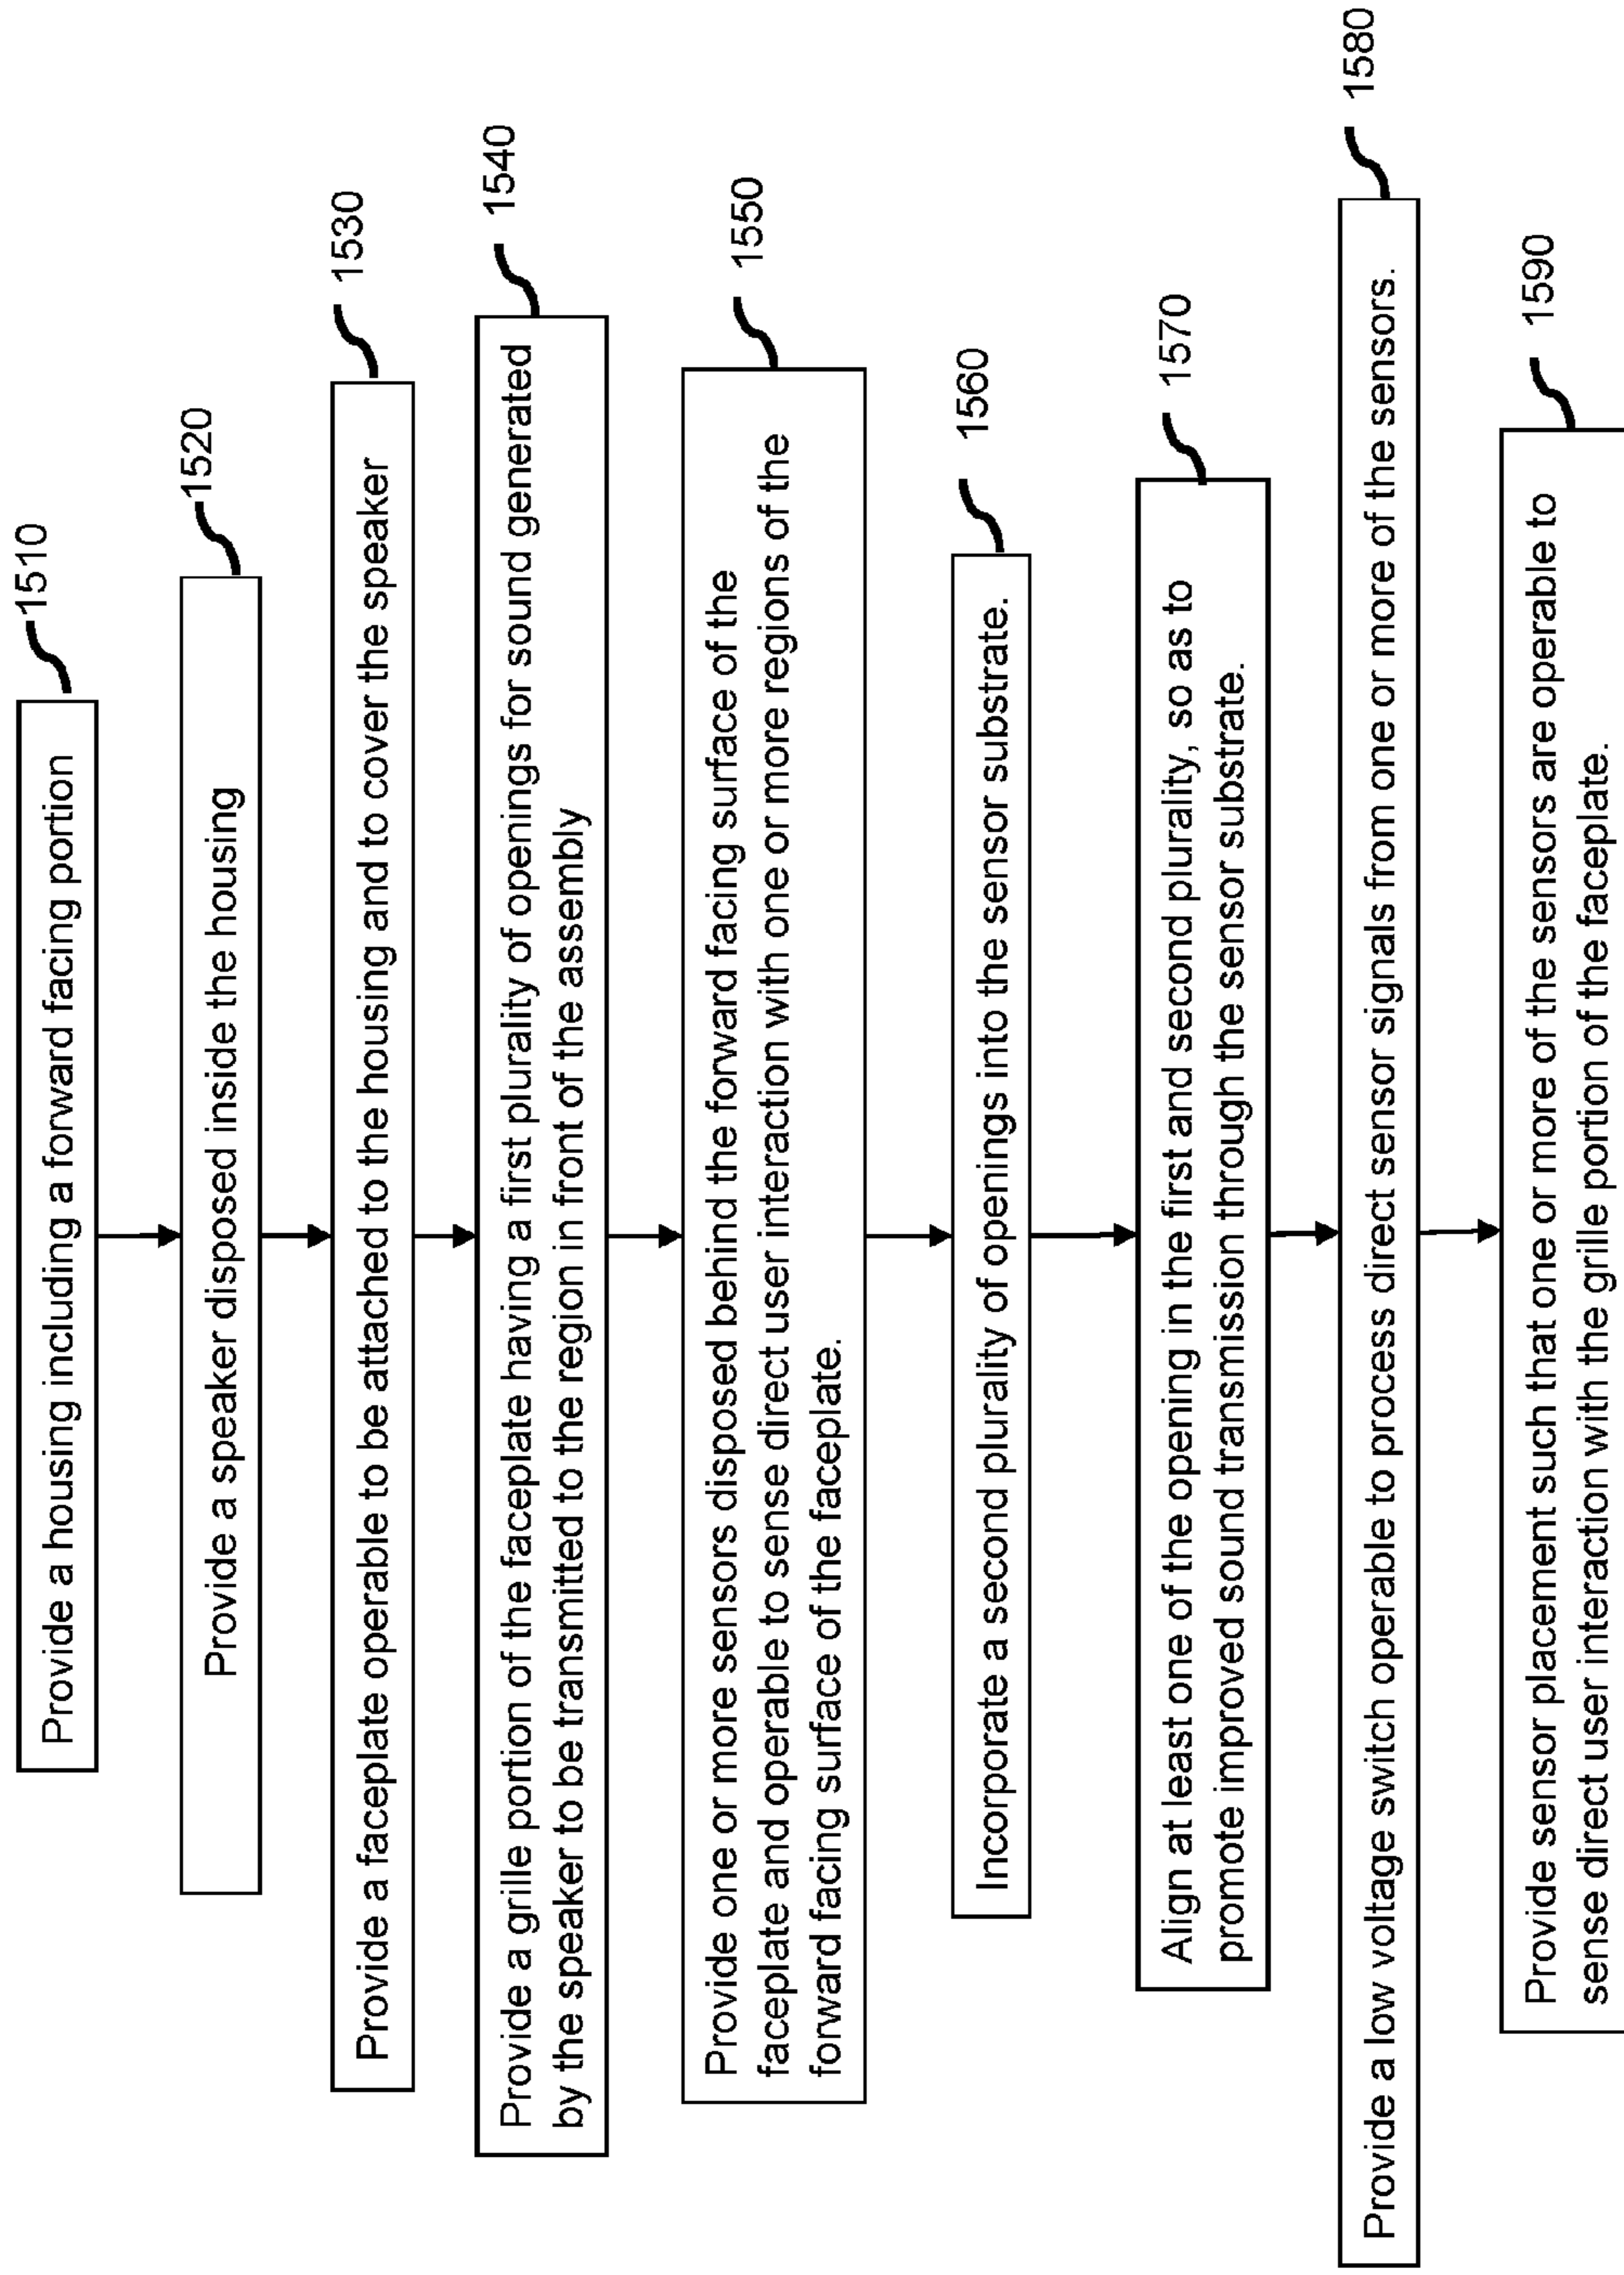 1510
Provide a housing including a forward facing portion
1520
Provide a speaker disposed inside the housing
1530
Provide a faceplate operable to be attached to the housing and to cover the speaker
1540
Provide a grille portion of the faceplate having a first plurality of openings for sound generated
by the speaker to be transmitted to the region in front of the assembly
1550
Provide one or more sensors disposed behind the forward facing surface of the
faceplate and operable to sense direct user interaction with one or more regions of the
forward facing surface of the faceplate.
1560
Incorporate a second plurality of openings into the sensor substrate.
1570
Align at least one of the opening in the first and second plurality, so as to
promote improved sound transmission through the sensor substrate.
1580
Provide a low voltage switch operable to process direct sensor signals from one or more of the sensors.
1590
Provide sensor placement such that one or more of the sensors are operable to
sense direct user interaction with the grille portion of the faceplate.